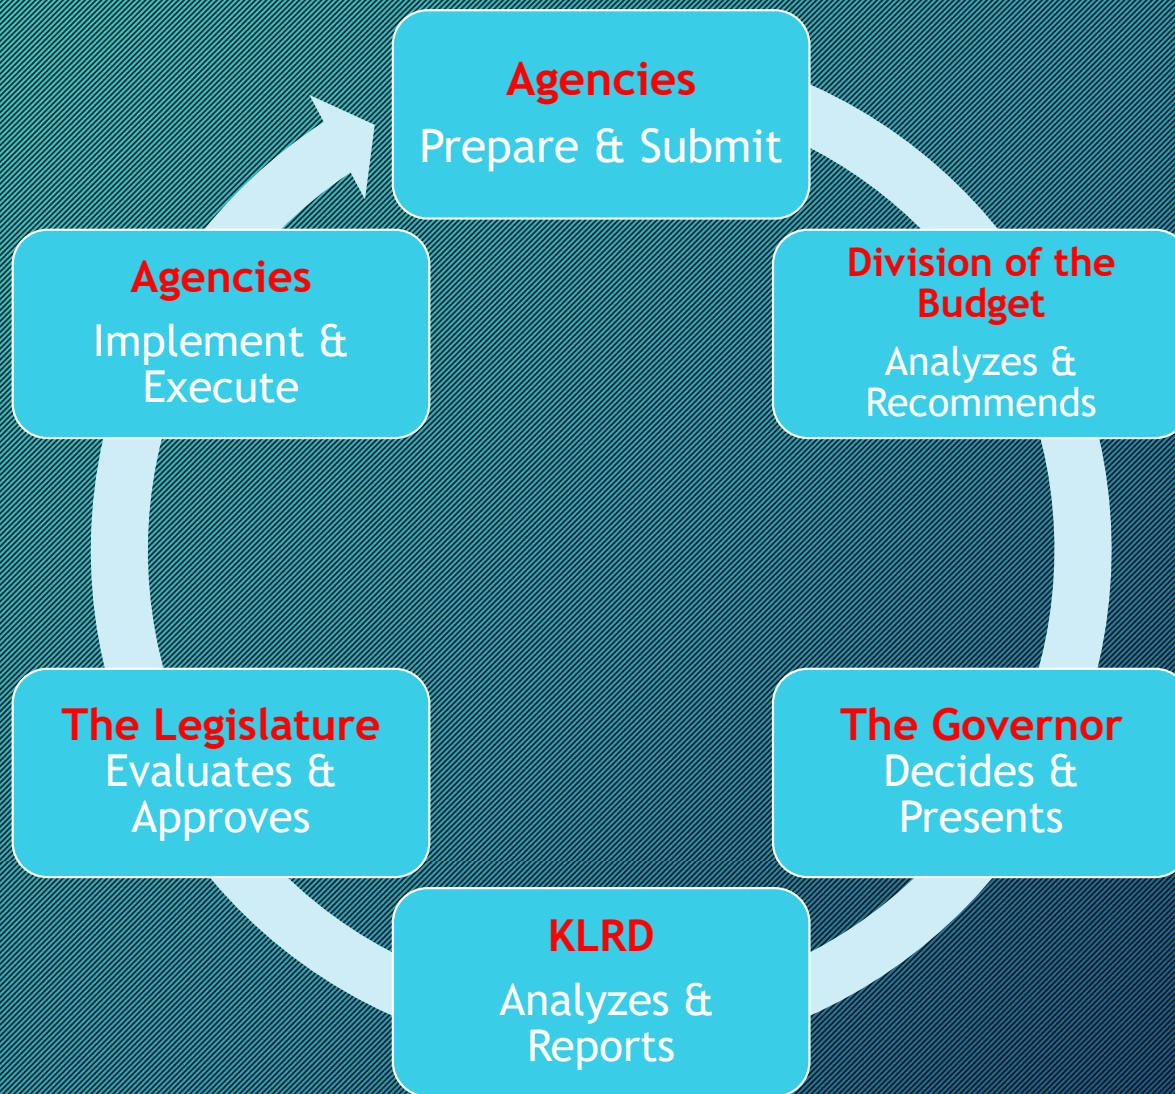 Agencies
Prepare & Submit
Division of the
Budget
Analyzes &
Recommends
The Governor
Decides &
Presents
KLRD
Analyzes &
Reports
The Legislature
Evaluates &
Approves
Agencies
Implement &
Execute